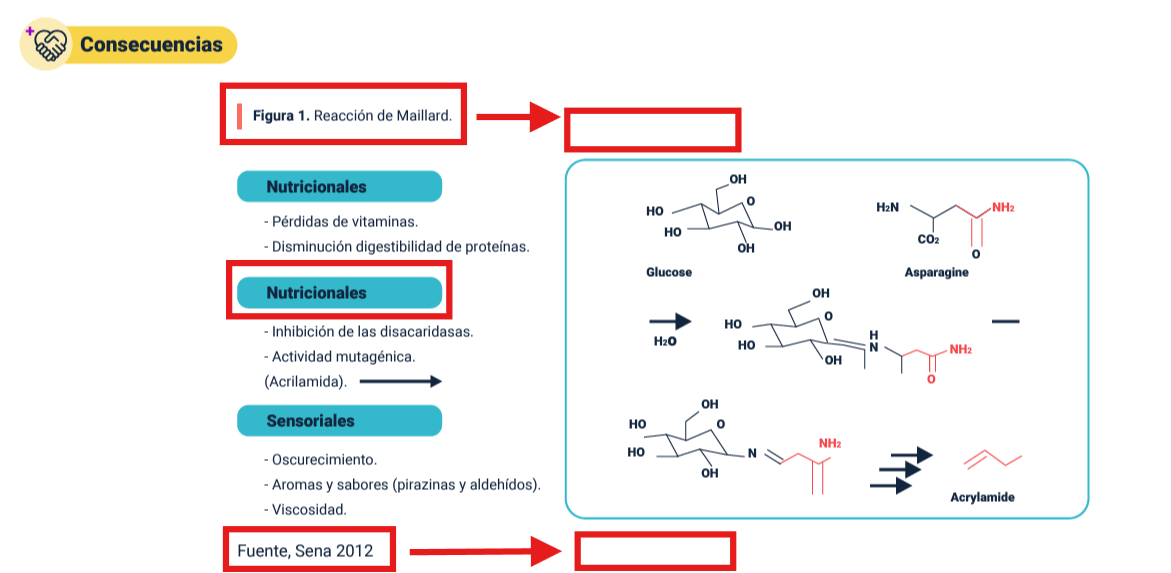 Consecuencias
Figura 1. Reacción de Maillard.
Nutricionales
- Pérdidas de vitaminas.
- Disminución digestibilidad de proteínas.
Nutricionales
- Inhibición de las disacaridasas.
- Actividad mutagénica.
(Acrilamida).
Sensoriales
- Oscurecimiento.
- Aromas y sabores (pirazinas y aldehídos).
- Viscosidad.
Fuente, Sena 2012
OH
O
HO
HO
OH
OH
Glucose
H₂N
NH₂
CO₂
O
Asparagine
H₂O
OH
O
HO
HO
OH
H
N
NH₂
O
OH
O
HO
HO
OH
N
NH₂
Acrylamide